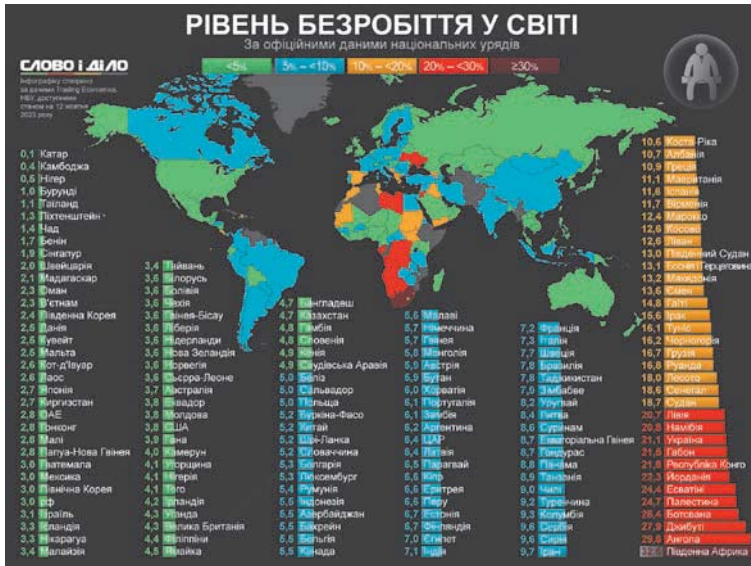 РІВЕНЬ БЕЗРОБІТТЯ У СВІТІ
За офіційними даними національних урядів
СЛОВО і ДІЛО
Інфографіку створено
за даними Trading Economics,
МВУ, доступними
станом на 12 жовтня
2023 року
<5%
5% – <10%
10% – <20%
20% – <30%
≥30%
0,1 Катар
0,4 Камбоджа
0,5 Нігер
1,0 Бурунді
1,1 Таїланд
1,3 Ліхтенштейн
1,4 Чад
1,7 Бенін
1,9 Сінгапур
2,0 Швейцарія
2,1 Мадагаскар
2,3 Оман
2,3 В'єтнам
2,4 Південна Корея
2,5 Данія
2,5 Кувейт
2,5 Мальта
2,6 Кот-д'Івуар
2,6 Лаос
2,7 Японія
2,7 Киргизстан
2,8 ОАЕ
2,8 Гонконг
2,8 Малі
2,8 Папуа-Нова Гвінея
3,0 Гватемала
3,0 Мексика
3,0 Північна Корея
3,0 рф
3,1 Ізраїль
3,3 Ісландія
3,3 Нікарагуа
3,4 Малайзія
3,4 Тайвань
3,6 Білорусь
3,6 Болівія
3,6 Чехія
3,6 Гвінея-Бісау
3,6 Ліберія
3,6 Нідерланди
3,6 Нова Зеландія
3,6 Норвегія
3,6 Сьєрра-Леоне
3,7 Австралія
3,8 Еквадор
3,8 Молдова
3,8 США
3,9 Гана
4,0 Камерун
4,1 Угорщина
4,1 Нігерія
4,1 Того
4,2 Ірландія
4,3 Уганда
4,3 Велика Британія
4,4 Філіппіни
4,5 Ямайка
4,7 Бангладеш
4,7 Казахстан
4,8 Гамбія
4,8 Словенія
4,9 Кенія
4,9 Саудівська Аравія
5,0 Беліз
5,0 Сальвадор
5,0 Польща
5,2 Буркіна-Фасо
5,2 Китай
5,2 Шрі-Ланка
5,2 Словаччина
5,3 Болгарія
5,3 Люксембург
5,4 Румунія
5,5 Індонезія
5,5 Азербайджан
5,5 Бахрейн
5,5 Бельгія
5,5 Канада
5,6 Малаві
5,7 Німеччина
5,7 Гвінея
5,8 Монголія
5,9 Австрія
5,9 Бутан
6,0 Хорватія
6,1 Португалія
6,1 Замбія
6,2 Аргентина
6,4 ЦАР
6,4 Латвія
6,5 Парагвай
6,6 Кіпр
6,6 Еритрея
6,6 Перу
6,7 Естонія
6,7 Фінляндія
7,0 Єгипет
7,1 Індія
7,2 Франція
7,3 Італія
7,7 Швеція
7,8 Бразилія
7,8 Таджикистан
7,9 Зімбабве
8,2 Уругвай
8,4 Литва
8,6 Суринам
8,7 Екваторіальна Гвінея
8,7 Гондурас
8,8 Панама
8,9 Танзанія
9,0 Чилі
9,2 Туреччина
9,3 Колумбія
9,6 Сербія
9,6 Сирія
9,7 Іран
10,6 Коста-Ріка
10,7 Албанія
10,9 Греція
11,1 Мавританія
11,6 Іспанія
11,7 Вірменія
12,4 Марокко
12,6 Косово
12,6 Ліван
13,0 Південний Судан
13,1 Боснія і Герцеговина
13,2 Македонія
13,6 Ємен
14,8 Гаїті
15,6 Ірак
16,1 Туніс
16,2 Чорногорія
16,7 Грузія
16,8 Руанда
18,0 Лесото
18,6 Сенегал
18,7 Судан
20,7 Лівія
20,8 Намібія
21,1 Україна
21,5 Габон
21,8 Республіка Конго
22,3 Йорданія
24,4 Есватіні
24,7 Палестина
25,4 Ботсвана
27,9 Джибуті
29,6 Ангола
32,6 Південна Африка